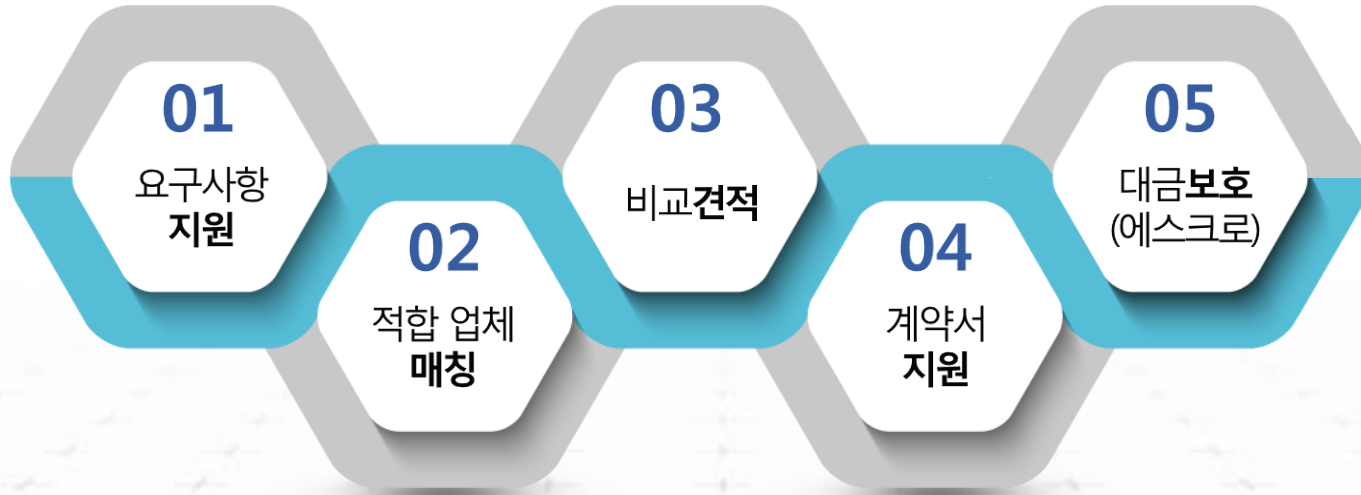 01
요구사항
지원
02
적합 업체
매칭
03
비교견적
04
계약서
지원
05
대금보호
(에스크로)